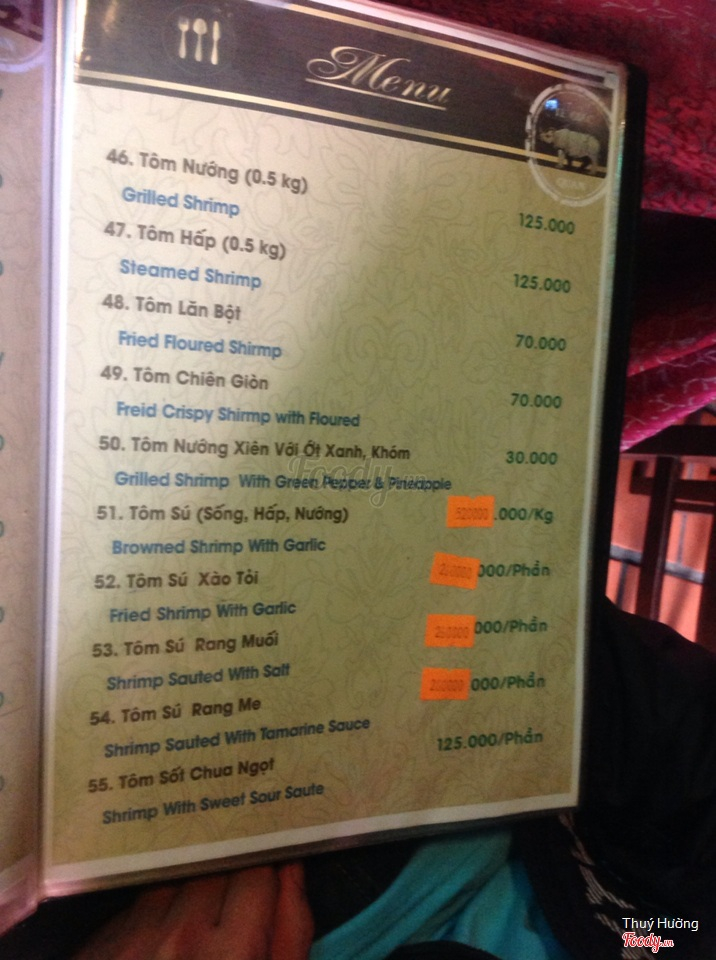 Menu
46. Tôm Nướng (0.5 kg)
Grilled Shrimp
125.000
47. Tôm Hấp (0.5 kg)
Steamed Shrimp
125.000
48. Tôm Lăn Bột
Fried Floured Shirmp
70.000
49. Tôm Chiên Giòn
Freid Crispy Shirmp with Floured
70.000
50. Tôm Nướng Xiên Với Ớt Xanh, Khóm
Grilled Shrimp With Green Pepper & Pineapple
30.000
51. Tôm Sú (Sống, Hấp, Nướng)
Browned Shrimp With Garlic
520000 .000/Kg
52. Tôm Sú Xào Tỏi
Fried Shrimp With Garlic
000/Phần
53. Tôm Sú Rang Muối
Shrimp Sauted With Salt
000/Phần
54. Tôm Sú Rang Me
Shrimp Sauted With Tamarine Sauce
000/Phần
55. Tôm Sốt Chua Ngọt
Shrimp With Sweet Sour Saute
125.000/Phần
Foody.vn
Thuý Hường
Foody.vn